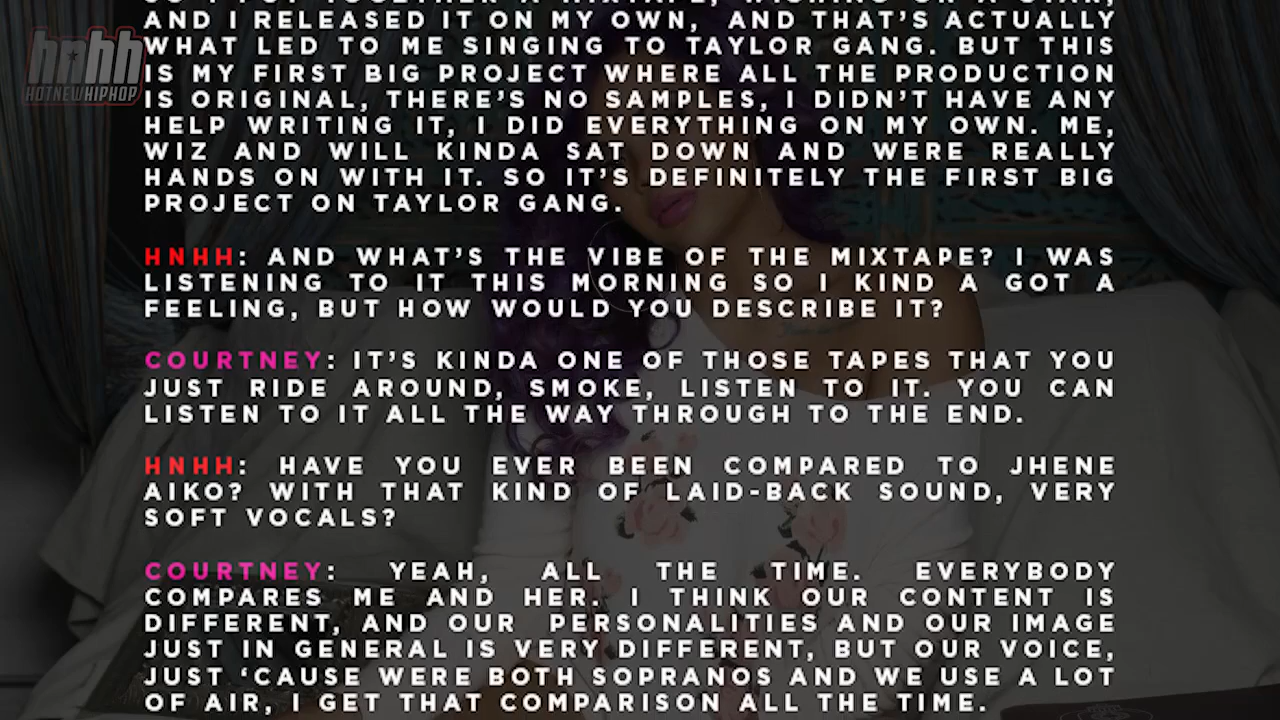 SO I PUT TOGETHER A MIXTAPE, WISHING ON A STAR,
AND I RELEASED IT ON MY OWN, AND THAT'S ACTUALLY
WHAT LED TO ME SINGING TO TAYLOR GANG. BUT THIS
IS MY FIRST BIG PROJECT WHERE ALL THE PRODUCTION
IS ORIGINAL, THERE'S NO SAMPLES, I DIDN'T HAVE ANY
HELP WRITING IT, I DID EVERYTHING ON MY OWN. ME,
WIZ AND WILL KINDA SAT DOWN AND WERE REALLY
HANDS ON WITH IT. SO IT'S DEFINITELY THE FIRST BIG
PROJECT ON TAYLOR GANG.
HNHH: AND WHAT'S THE VIBE OF THE MIXTAPE? I WAS
LISTENING TO IT THIS MORNING SO I KIND A GOT A
FEELING, BUT HOW WOULD YOU DESCRIBE IT?
COURTNEY: IT'S KINDA ONE OF THOSE TAPES THAT YOU
JUST RIDE AROUND, SMOKE, LISTEN TO IT. YOU CAN
LISTEN TO IT ALL THE WAY THROUGH TO THE END.
HNHH: HAVE YOU EVER BEEN COMPARED TO JHENE
AIKO? WITH THAT KIND OF LAID-BACK SOUND, VERY
SOFT VOCALS?
COURTNEY: YEAH, ALL THE TIME. EVERYBODY
COMPARES ME AND HER. I THINK OUR CONTENT IS
DIFFERENT, AND OUR PERSONALITIES AND OUR IMAGE
JUST IN GENERAL IS VERY DIFFERENT, BUT OUR VOICE,
JUST ‘CAUSE WERE BOTH SOPRANOS AND WE USE A LOT
OF AIR, I GET THAT COMPARISON ALL THE TIME.
hnhh
HOTNEWHIPHOP